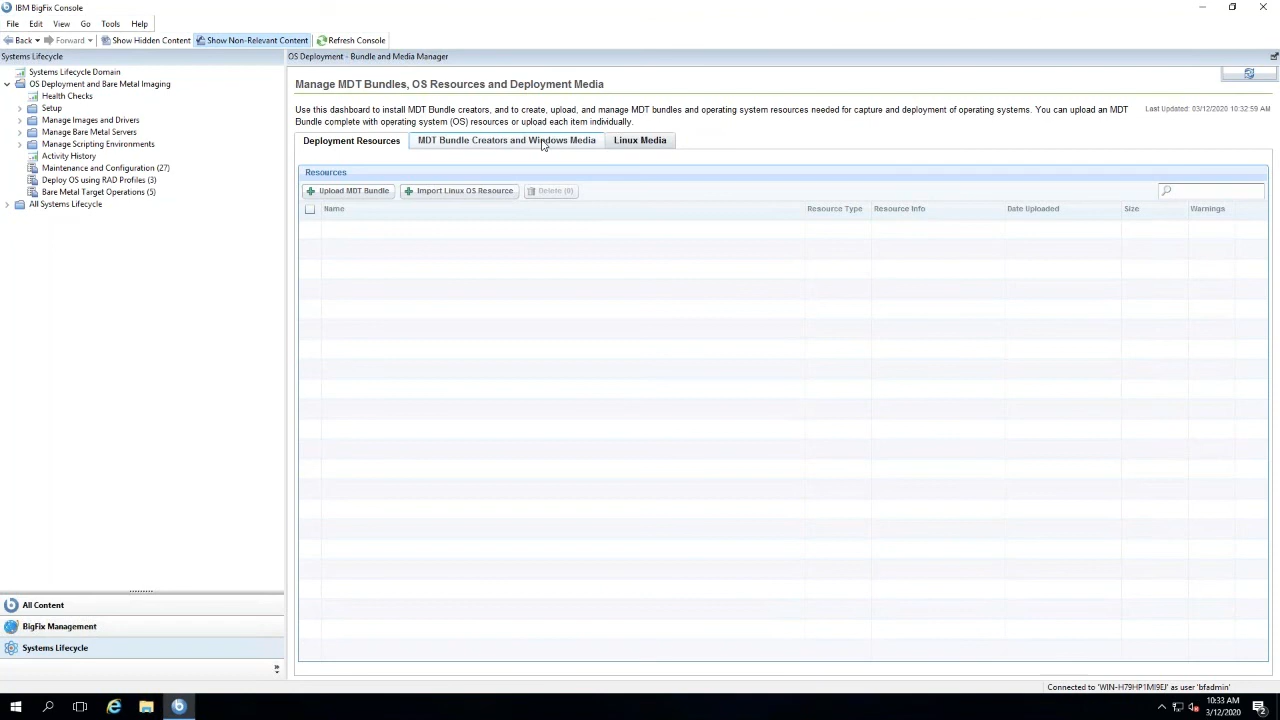 IBM BigFix Console
File Edit View Go Tools Help
Back Forward Show Hidden Content Show Non-Relevant Content Refresh Console
Systems Lifecycle
OS Deployment - Bundle and Media Manager
Systems Lifecycle Domain
OS Deployment and Bare Metal Imaging
Health Checks
Setup
Manage Images and Drivers
Manage Bare Metal Servers
Manage Scripting Environments
Activity History
Maintenance and Configuration (27)
Deploy OS using RAD Profiles (3)
Bare Metal Target Operations (5)
All Systems Lifecycle
Manage MDT Bundles, OS Resources and Deployment Media
Use this dashboard to install MDT Bundle creators, and to create, upload, and manage MDT bundles and operating system resources needed for capture and deployment of operating systems. You can upload an MDT
Bundle complete with operating system (OS) resources or upload each item individually.
Last Updated: 03/12/2020 10:32:59 AM
Deployment Resources MDT Bundle Creators and Windows Media Linux Media
Resources
Upload MDT Bundle Import Linux OS Resource Delete (0)
Name Resource Type Resource Info Date Uploaded Size Warnings
All Content
BigFix Management
Systems Lifecycle
»
Connected to 'WIN-H79HP1MI9EJ' as user 'bfadmin'
10:33 AM
3/12/2020
2